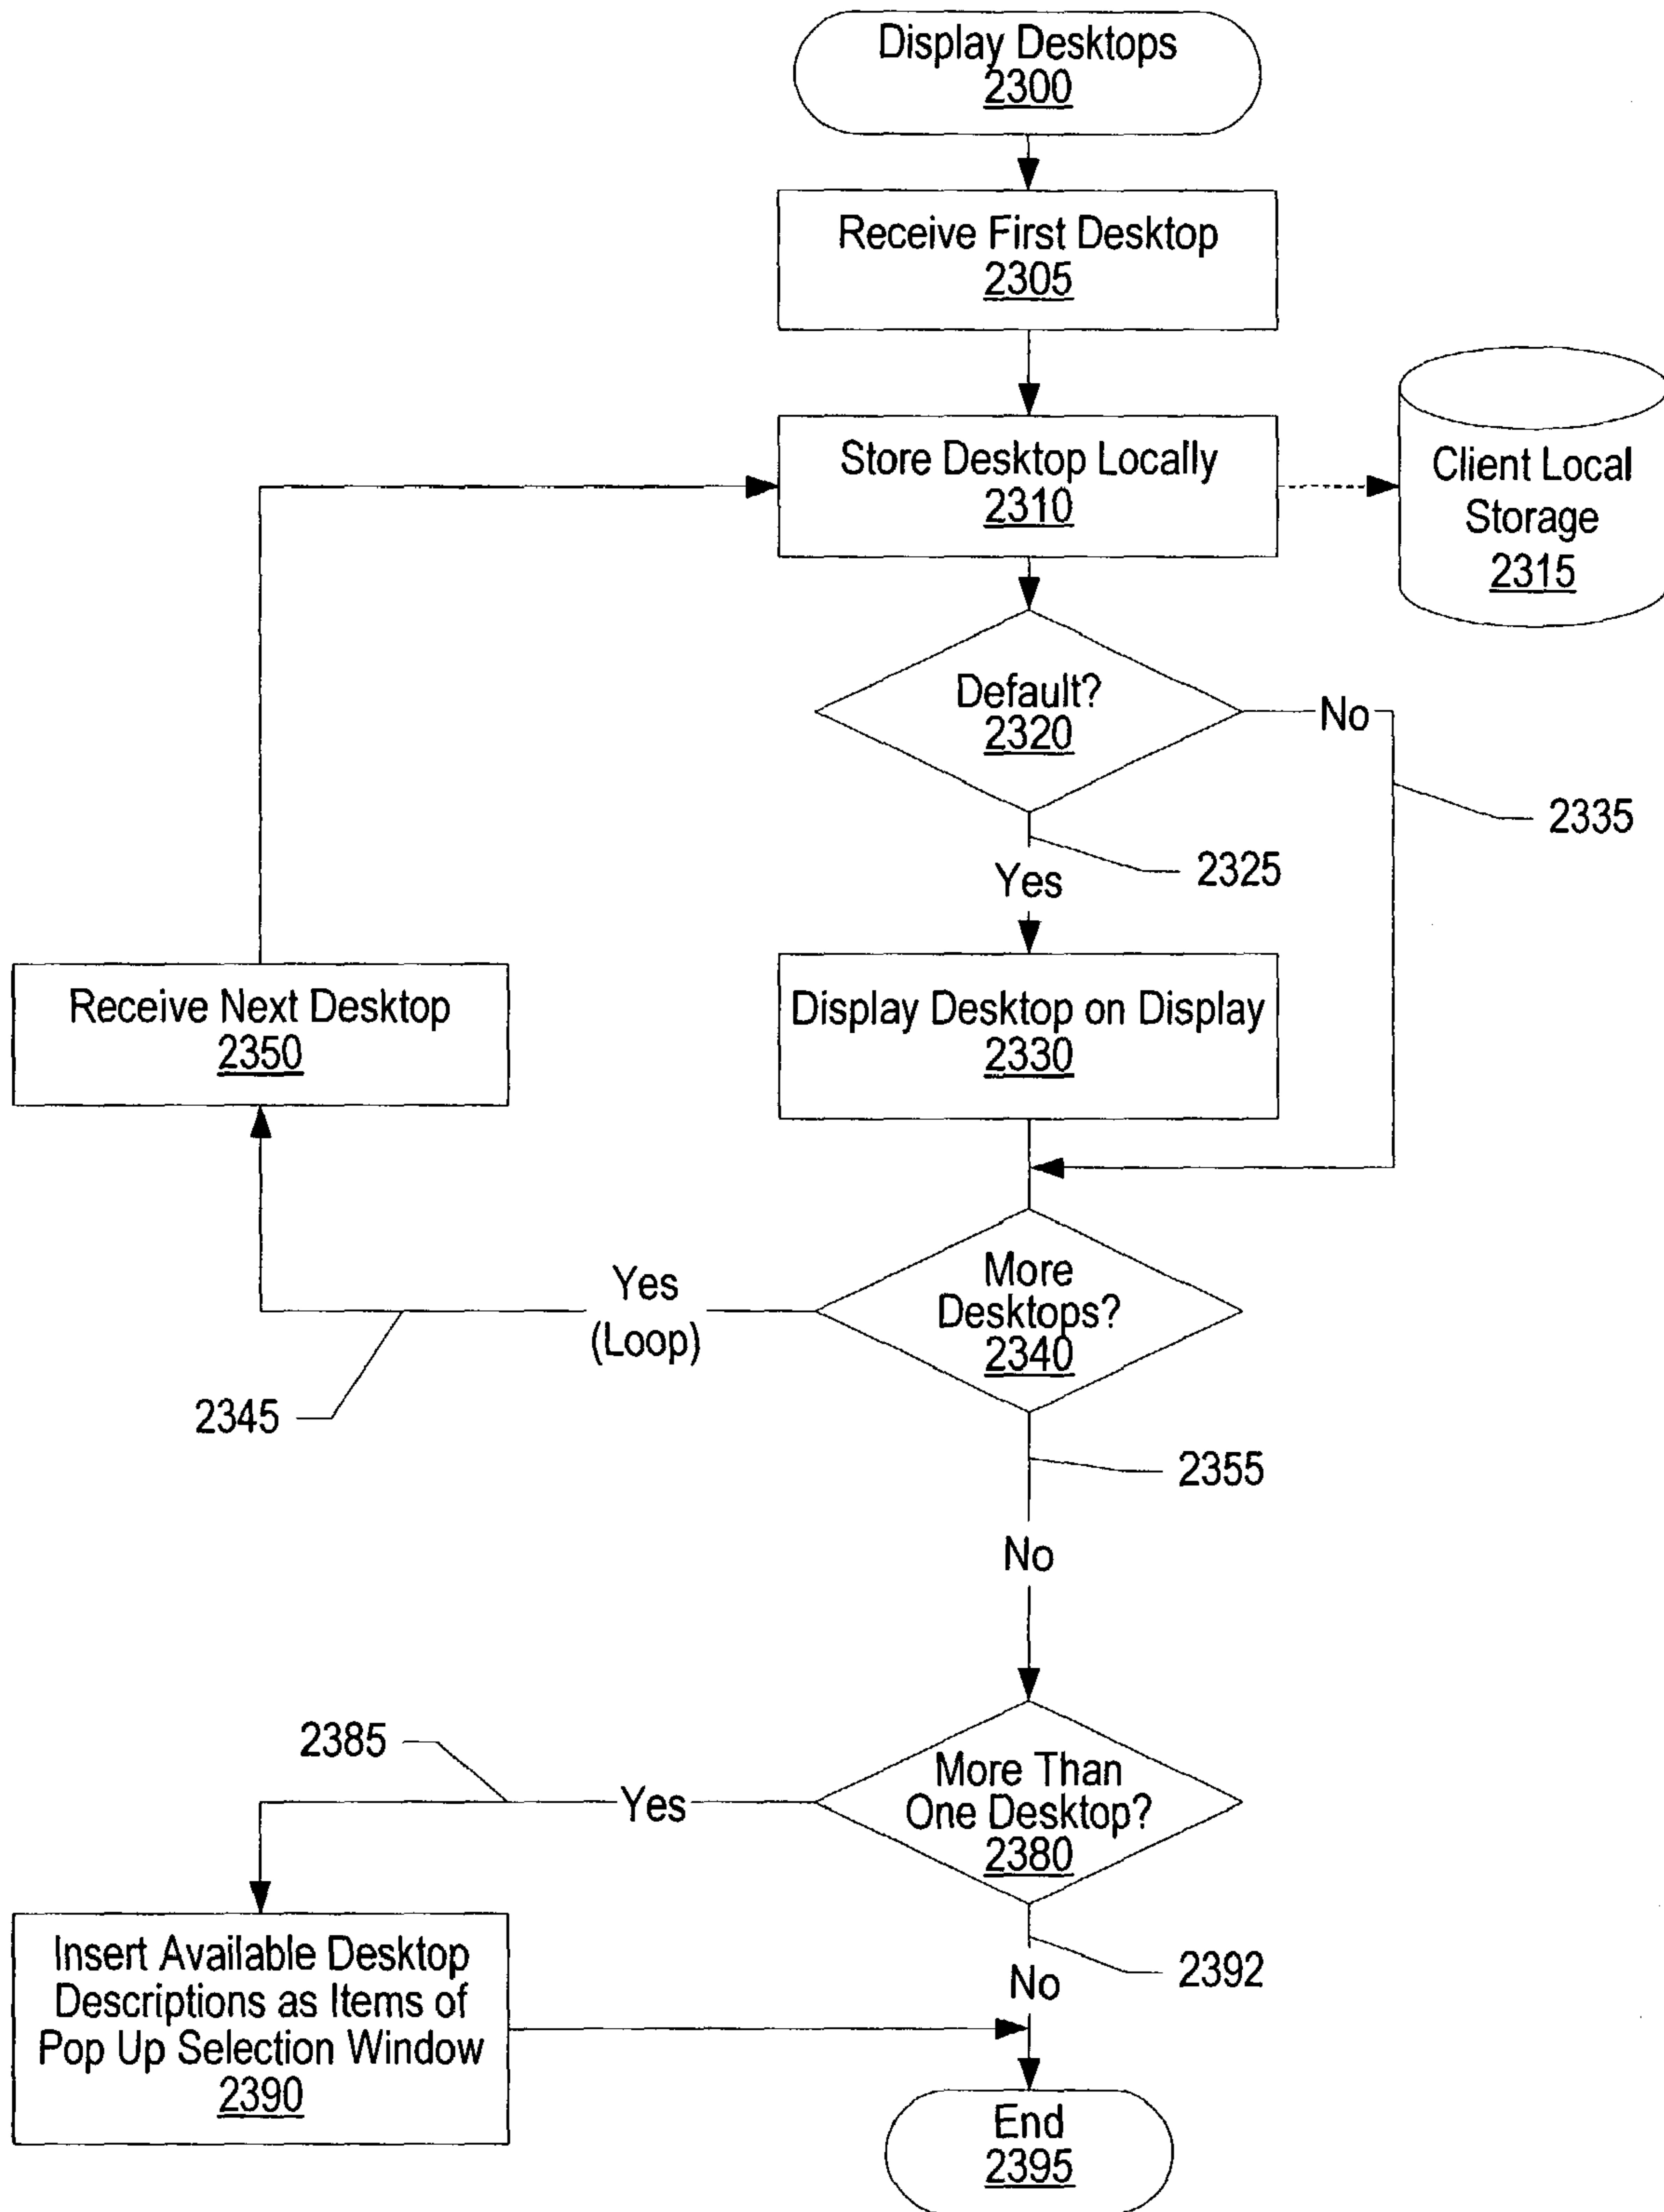 Display Desktops
2300
Receive First Desktop
2305
Store Desktop Locally
2310
Client Local
Storage
2315
Default?
2320
No
2335
2325
Yes
Receive Next Desktop
2350
Display Desktop on Display
2330
Yes
(Loop)
More
Desktops?
2340
2345
2355
No
2385
Yes
More Than
One Desktop?
2380
Insert Available Desktop
Descriptions as Items of
Pop Up Selection Window
2390
2392
No
End
2395